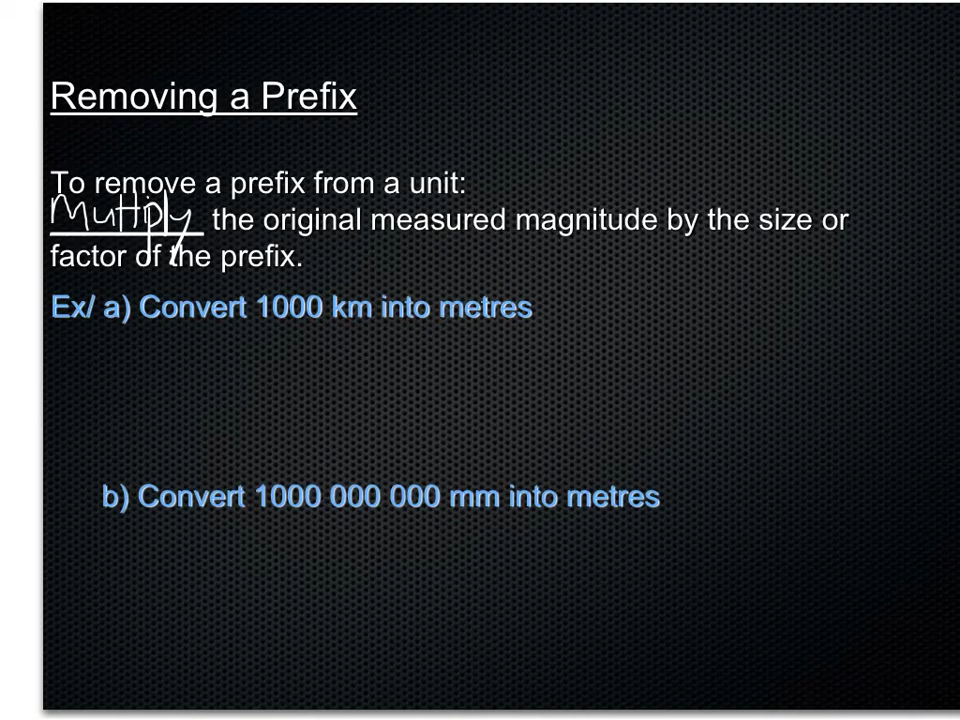 Removing a Prefix
To remove a prefix from a unit:
Multiply the original measured magnitude by the size or
factor of the prefix.
Ex/ a) Convert 1000 km into metres
b) Convert 1000 000 000 mm into metres